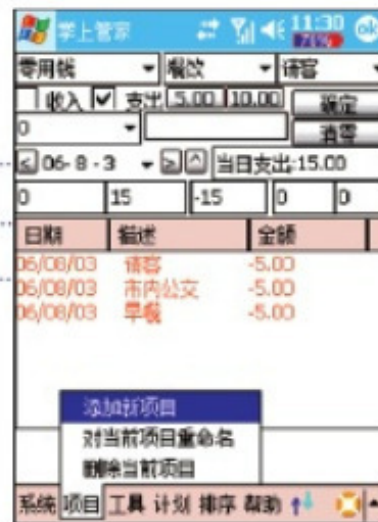 掌上管家 11:30 ok
76%
零用钱 餐饮 请客
收入 支出 5.00 10.00 确定
0 清零
< 06- 8 - 3 > ^ 当日支出:15.00
0 15 -15 0 0
日期 描述 金额
06/08/03 请客 -5.00
06/08/03 市内公交 -5.00
06/08/03 早餐 -5.00
添加新项目
对当前项目重命名
删除当前项目
系统 项目 工具 计划 排序 帮助